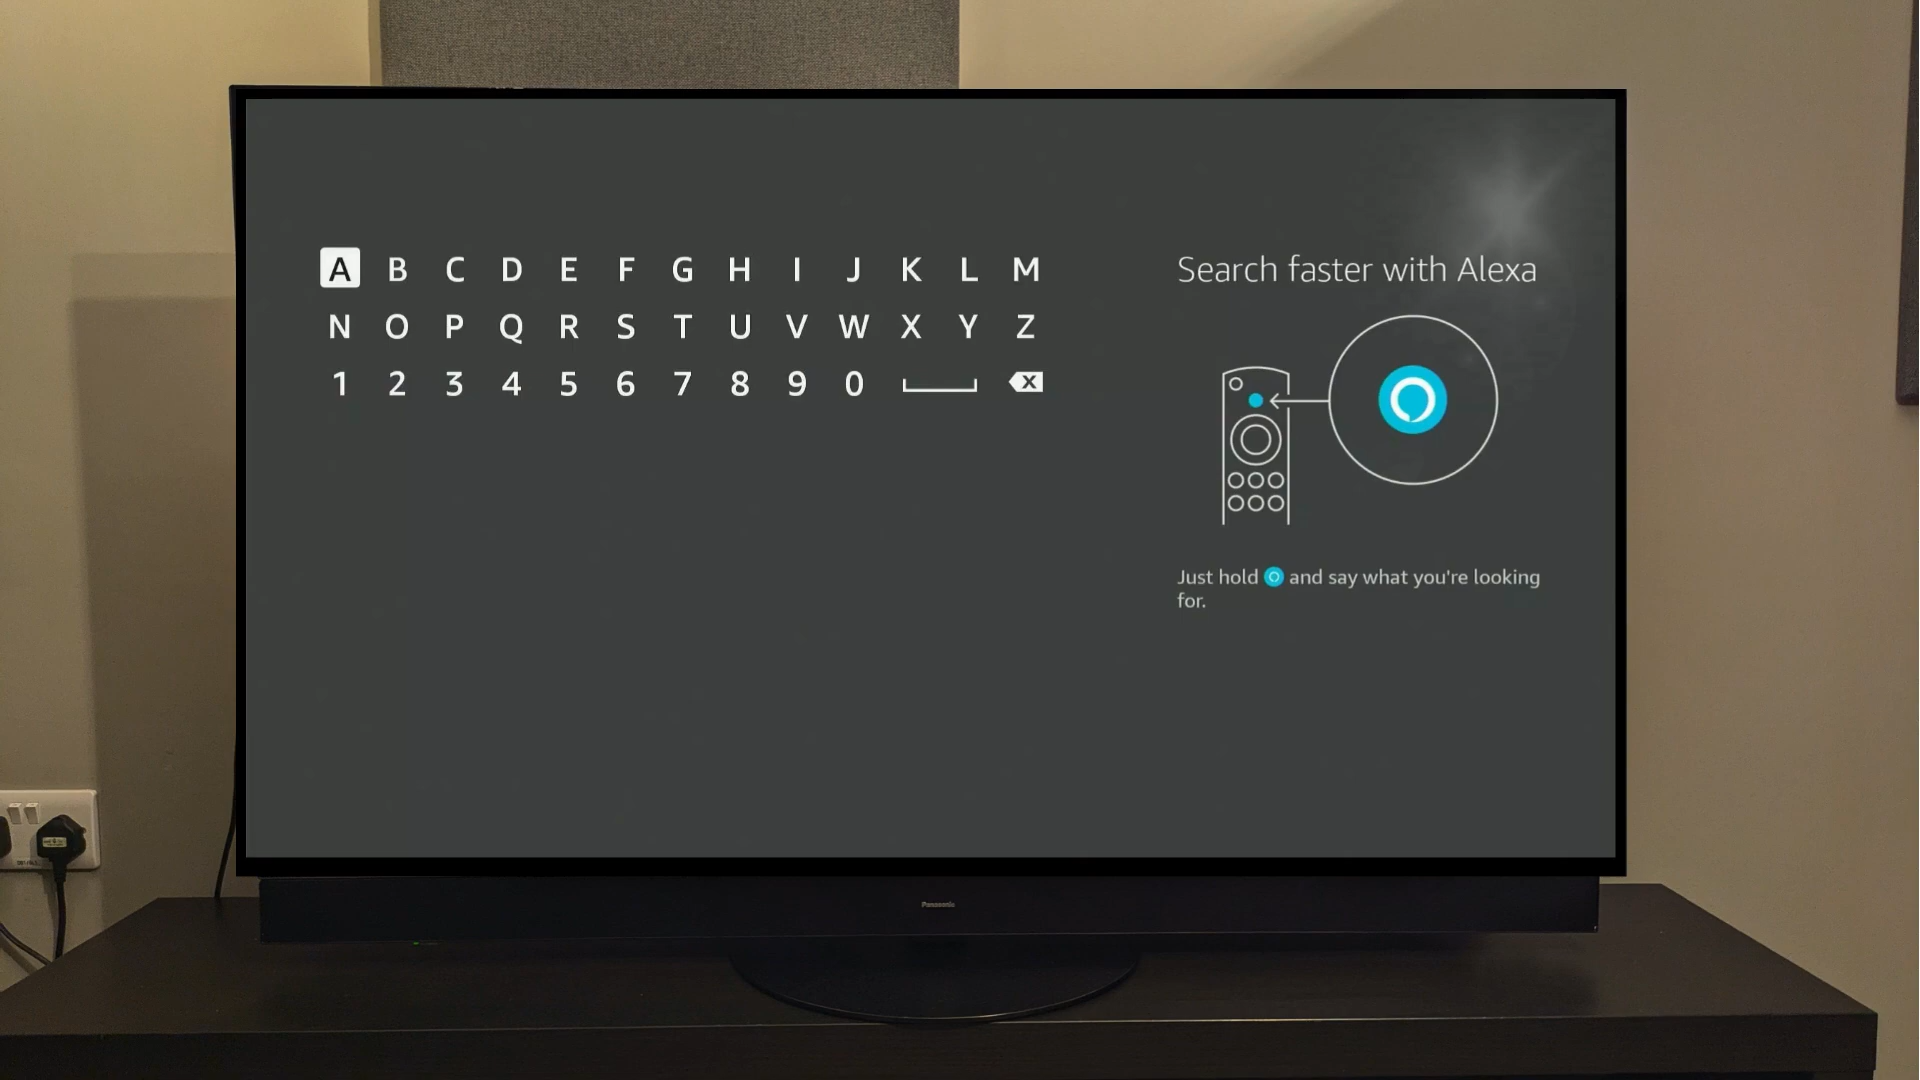 A B C D E F G H I J K L M
N O P Q R S T U V W X Y Z
1 2 3 4 5 6 7 8 9 0
Search faster with Alexa
Just hold and say what you're looking
for.
Panasonic